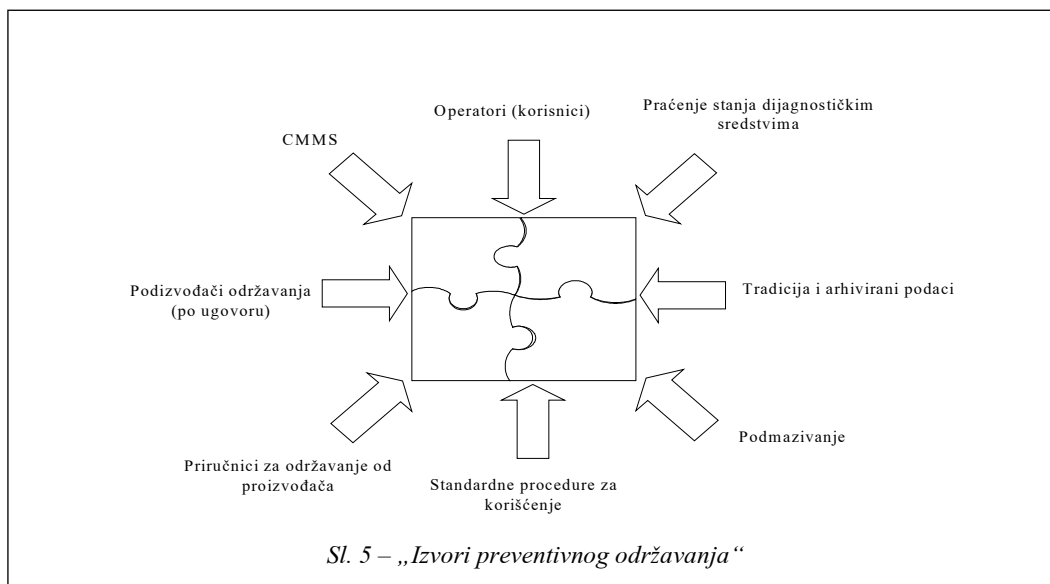 Operatori (korisnici)
Praćenje stanja dijagnostičkim
sredstvima
CMMS
Podizvođači održavanja
(po ugovoru)
Tradicija i arhivirani podaci
Priručnici za održavanje od
proizvođača
Standardne procedure za
korišćenje
Podmazivanje
Sl. 5 – „Izvori preventivnog održavanja“